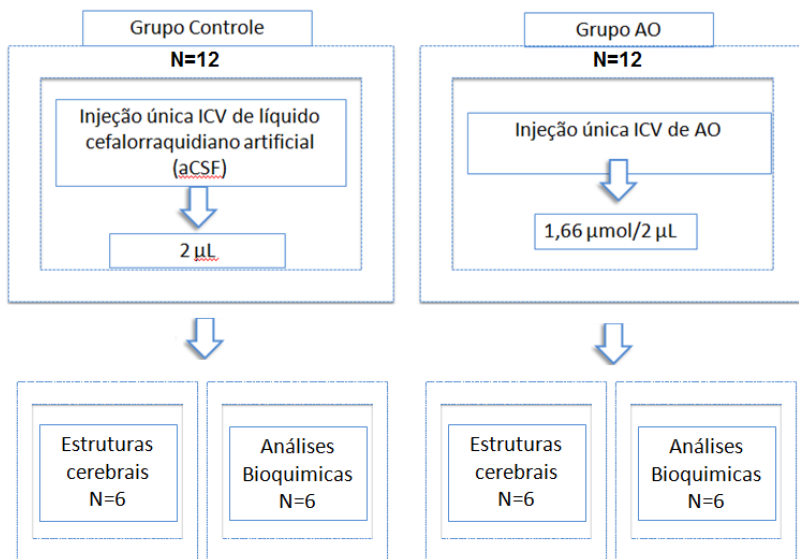 Grupo Controle
N=12
Injeção única ICV de líquido
cefalorraquidiano artificial
(aCSF)
2 µL
Grupo AO
N=12
Injeção única ICV de AO
1,66 µmol/2 µL
Estruturas
cerebrais
N=6
Análises
Bioquimicas
N=6
Estruturas
cerebrais
N=6
Análises
Bioquimicas
N=6